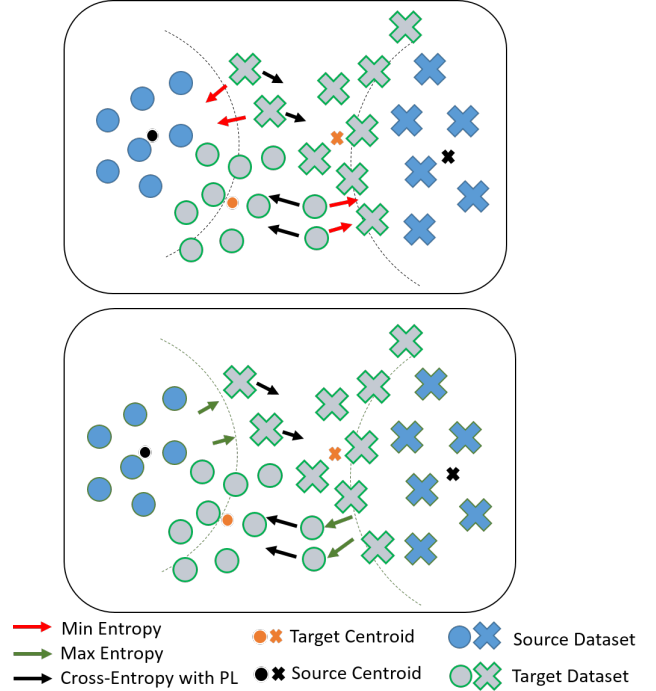 Min Entropy
Max Entropy
Cross-Entropy with PL
Target Centroid
Source Centroid
Source Dataset
Target Dataset